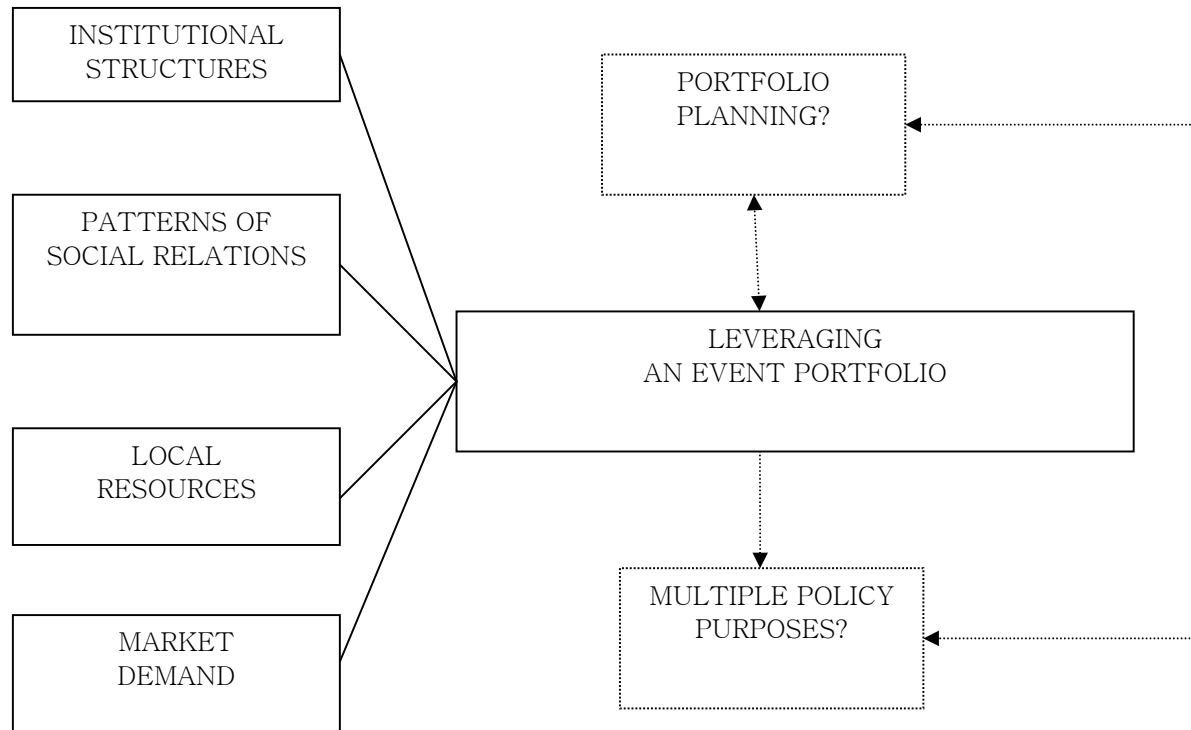 INSTITUTIONAL
STRUCTURES
PATTERNS OF
SOCIAL RELATIONS
LOCAL
RESOURCES
MARKET
DEMAND
PORTFOLIO
PLANNING?
LEVERAGING
AN EVENT PORTFOLIO
MULTIPLE POLICY
PURPOSES?